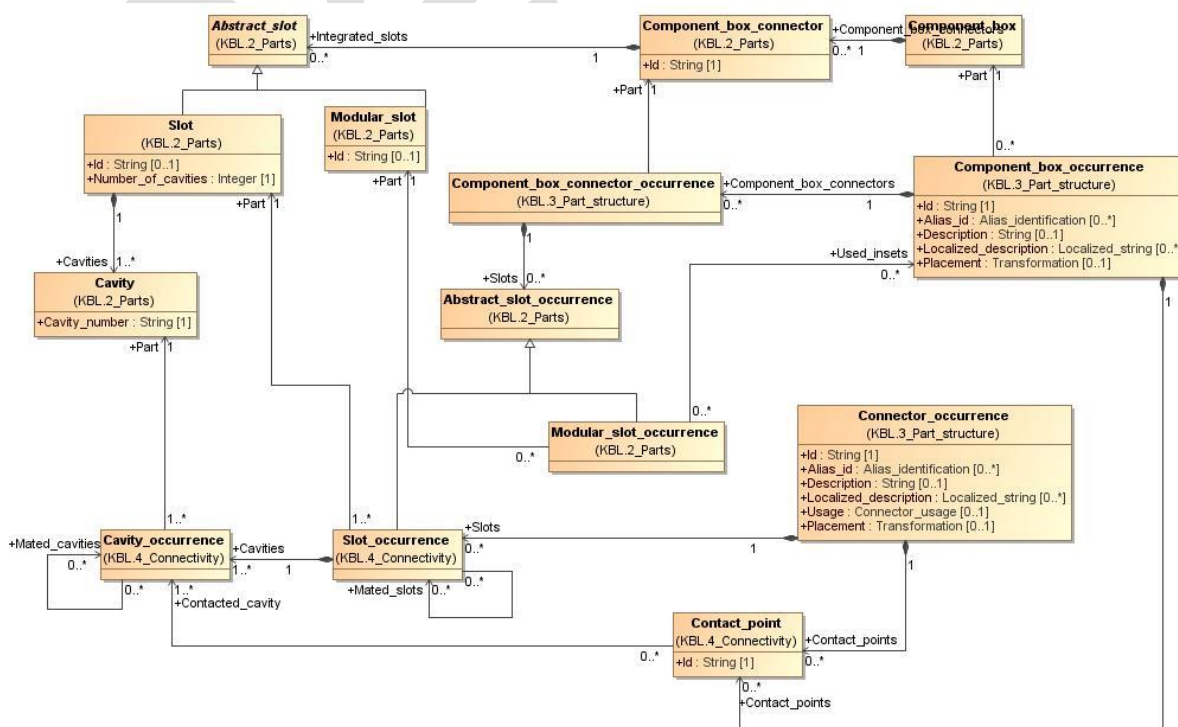 Abstract_slot
(KBL.2_Parts)
+Integrated_slots
0..*
1
Component_box_connector
(KBL.2_Parts)
+Id : String [1]
+Component_box_connectors
0..*
1
Component_box
(KBL.2_Parts)
+Part
1
+Part
1
Slot
(KBL.2_Parts)
+Id : String [0..1]
+Number_of_cavities : Integer [1]
Modular_slot
(KBL.2_Parts)
+Id : String [0..1]
+Part
1
+Part
1
1
+Cavities
1..*
Component_box_connector_occurrence
(KBL.3_Part_structure)
+Component_box_connectors
0..*
1
0..*
Component_box_occurrence
(KBL.3_Part_structure)
+Id : String [1]
+Alias_id : Alias_identification [0..*]
+Description : String [0..1]
+Localized_description : Localized_string [0..*]
+Placement : Transformation [0..1]
1
1
+Slots
0..*
+Used_insets
0..*
Cavity
(KBL.2_Parts)
+Cavity_number : String [1]
+Part
1
Abstract_slot_occurrence
(KBL.2_Parts)
0..*
Modular_slot_occurrence
(KBL.2_Parts)
0..*
Connector_occurrence
(KBL.3_Part_structure)
+Id : String [1]
+Alias_id : Alias_identification [0..*]
+Description : String [0..1]
+Localized_description : Localized_string [0..*]
+Usage : Connector_usage [0..1]
+Placement : Transformation [0..1]
1..*
1..*
+Mated_cavities
0..*
0..*
Cavity_occurrence
(KBL.4_Connectivity)
+Cavities
1..*
1
Slot_occurrence
(KBL.4_Connectivity)
+Slots
0..*
1
1
0..*
+Mated_slots
0..*
1..*
+Contacted_cavity
0..*
Contact_point
(KBL.4_Connectivity)
+Id : String [1]
+Contact_points
0..*
0..*
+Contact_points